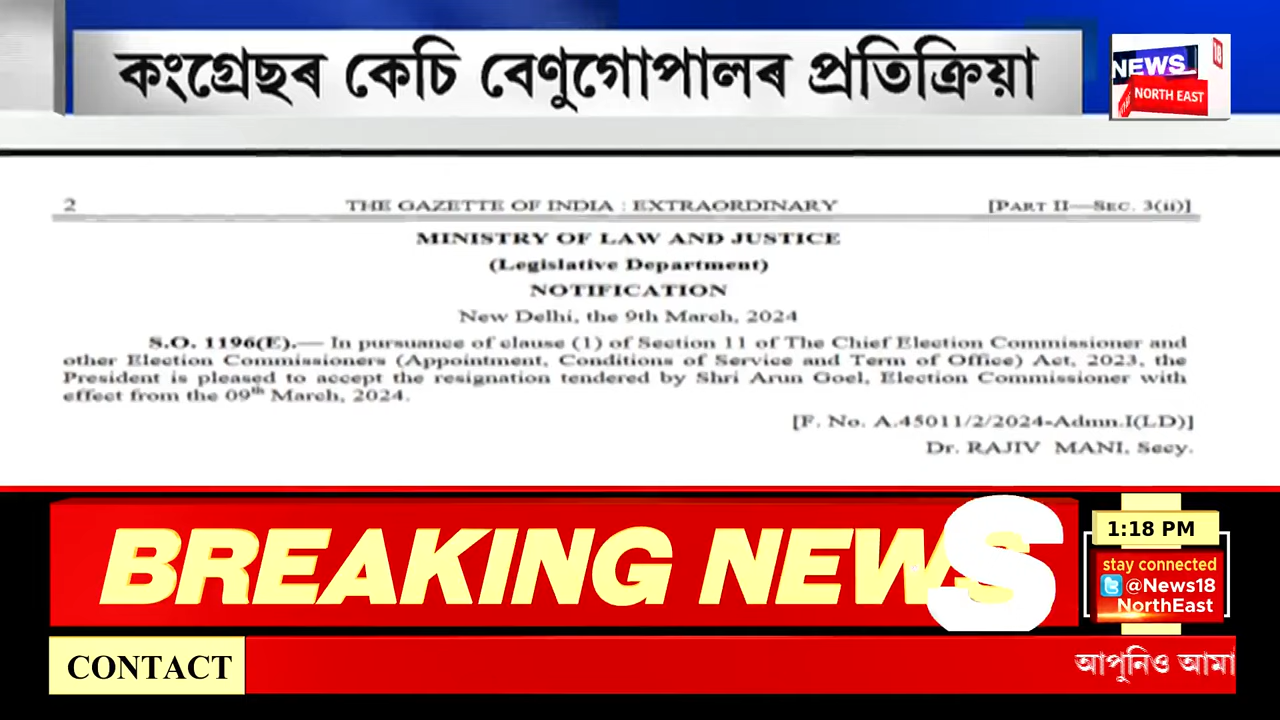 কংগ্ৰেছৰ কেচি বেণুগোপালৰ প্ৰতিক্ৰিয়া
NEWS 18
NORTH EAST
2 THE GAZETTE OF INDIA : EXTRAORDINARY [PART II—SEC. 3(ii)]
MINISTRY OF LAW AND JUSTICE
(Legislative Department)
NOTIFICATION
New Delhi, the 9th March, 2024
S.O. 1196(E).— In pursuance of clause (1) of Section 11 of The Chief Election Commissioner and
other Election Commissioners (Appointment, Conditions of Service and Term of Office) Act, 2023, the
President is pleased to accept the resignation tendered by Shri Arun Goel, Election Commissioner with
effect from the 09th March, 2024.
[F. No. A.45011/2/2024-Admn.I(LD)]
Dr. RAJIV MANI, Secy.
BREAKING NEWS
S
1:18 PM
stay connected
@News18
NorthEast
CONTACT
আপুনিও আমা